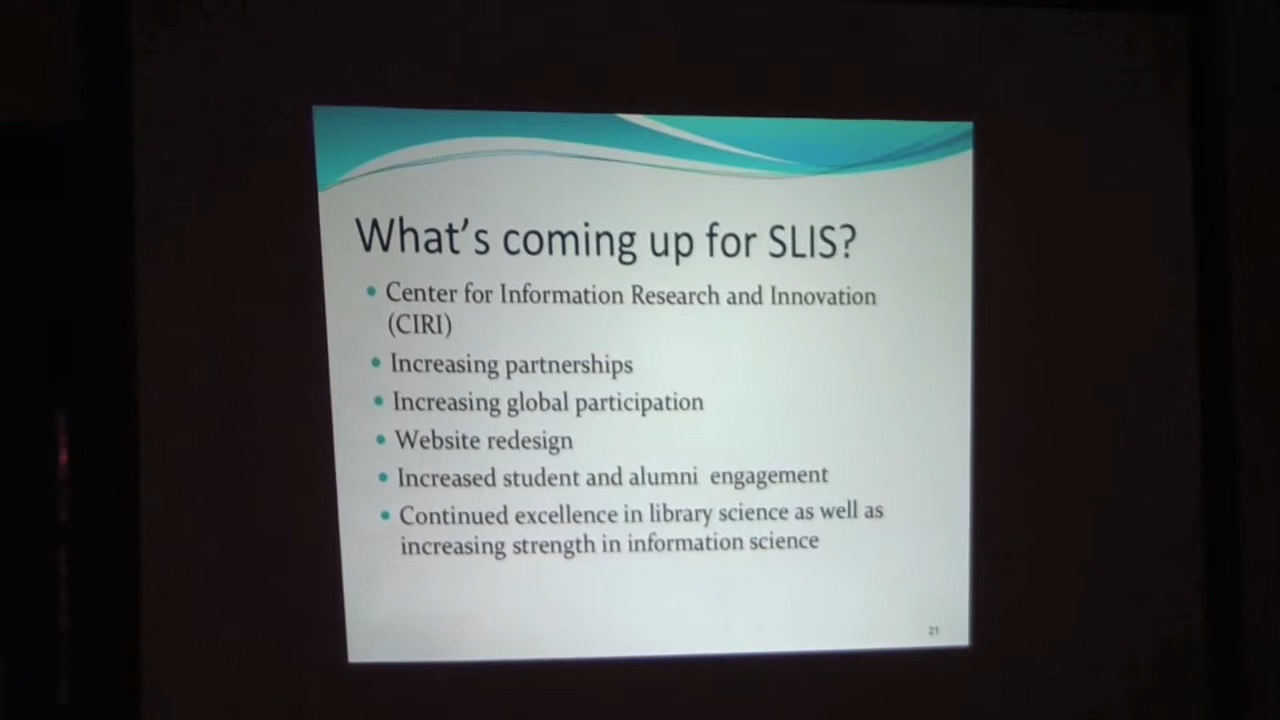 What's coming up for SLIS?
• Center for Information Research and Innovation
(CIRI)
• Increasing partnerships
• Increasing global participation
• Website redesign
• Increased student and alumni engagement
• Continued excellence in library science as well as
increasing strength in information science
21